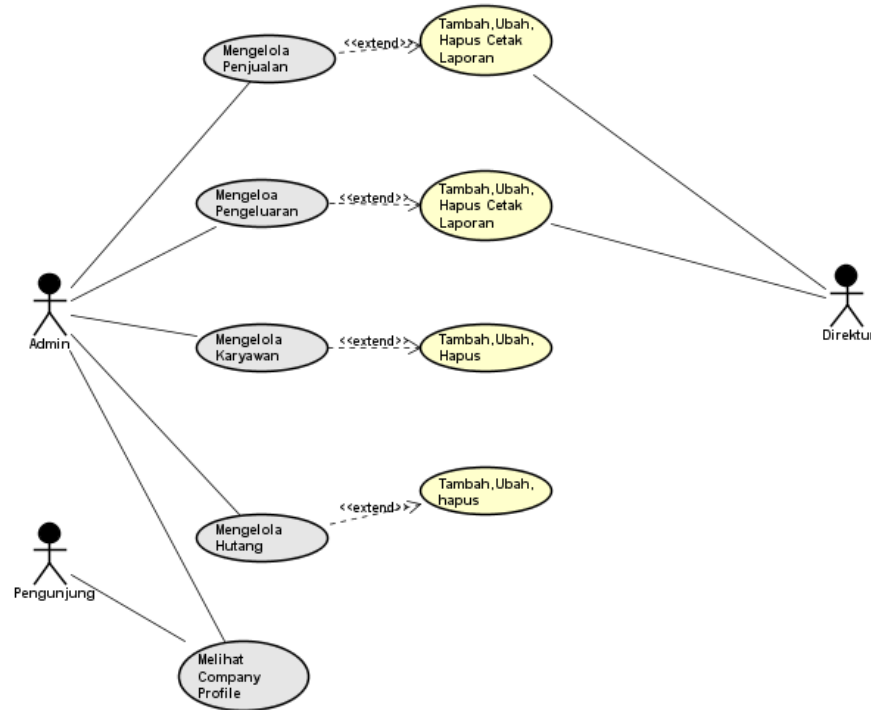 Mengelola
Penjualan
<<extend>>
Tambah,Ubah,
Hapus Cetak
Laporan
Mengeloa
Pengeluaran
<<extend>>
Tambah,Ubah,
Hapus Cetak
Laporan
Admin
Direktur
Mengelola
Karyawan
<<extend>>
Tambah,Ubah,
Hapus
Mengelola
Hutang
<<extend>>
Tambah,Ubah,
hapus
Pengunjung
Melihat
Company
Profile